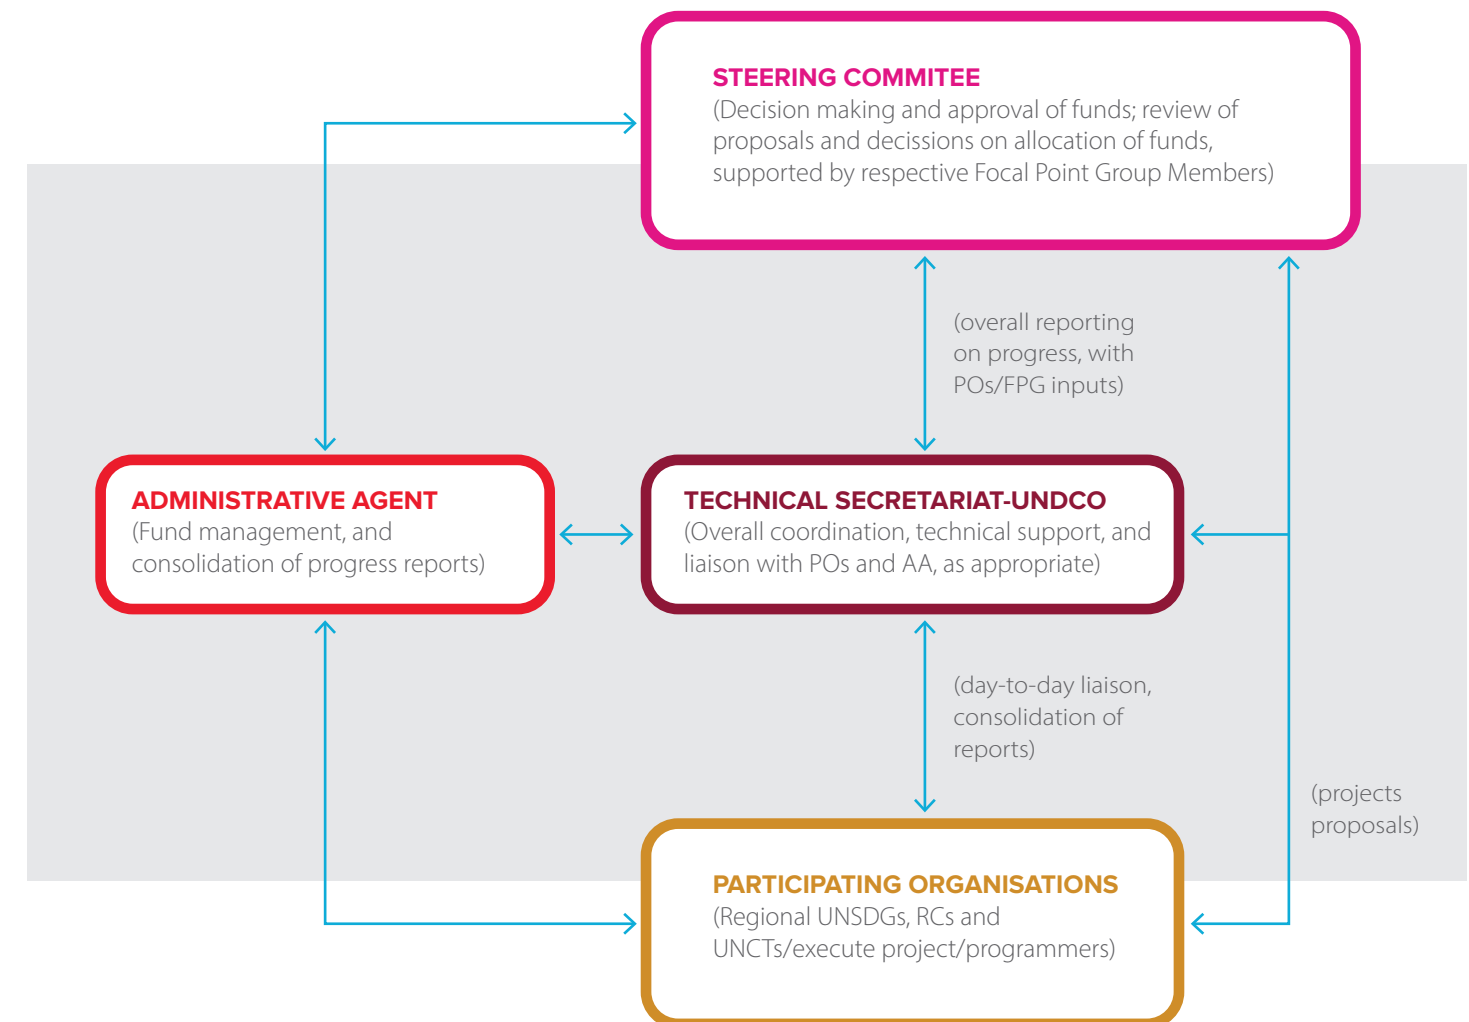 STEERING COMMITEE
(Decision making and approval of funds; review of
proposals and decissions on allocation of funds,
supported by respective Focal Point Group Members)
(overall reporting
on progress, with
POs/FPG inputs)
ADMINISTRATIVE AGENT
(Fund management, and
consolidation of progress reports)
TECHNICAL SECRETARIAT-UNDCO
(Overall coordination, technical support, and
liaison with POs and AA, as appropriate)
(day-to-day liaison,
consolidation of
reports)
(projects
proposals)
PARTICIPATING ORGANISATIONS
(Regional UNSDGs, RCs and
UNCTs/execute project/programmers)